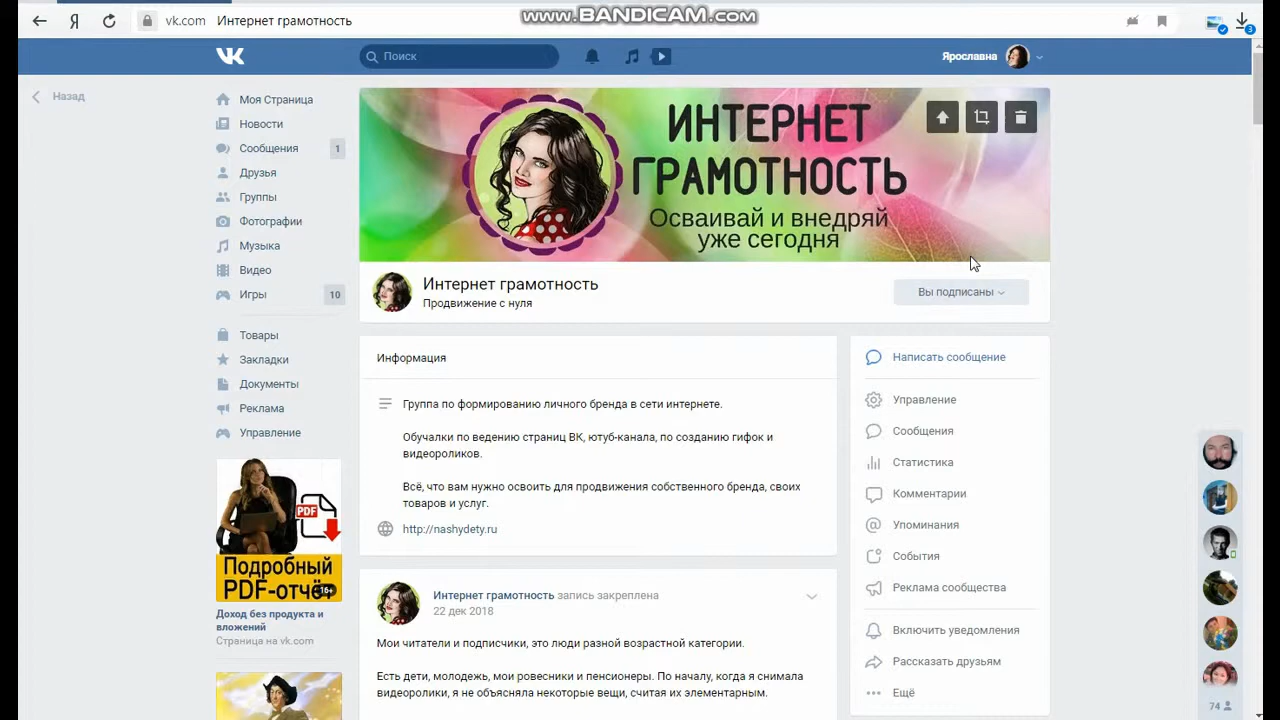 www.BANDICAM.com
Я
vk.com Интернет грамотность
3
Поиск
Ярославна
Назад
Моя Страница
Новости
Сообщения 1
Друзья
Группы
Фотографии
Музыка
Видео
Игры 10
Товары
Закладки
Документы
Реклама
Управление
PDF
Подробный
PDF-отчёт
16+
Доход без продукта и
вложений
Страница на vk.com
ИНТЕРНЕТ
ГРАМОТНОСТЬ
Осваивай и внедряй
уже сегодня
Интернет грамотность
Продвижение с нуля
Вы подписаны
Информация
Группа по формированию личного бренда в сети интернете.
Обучалки по ведению страниц ВК, ютуб-канала, по созданию гифок и
видеороликов.
Всё, что вам нужно освоить для продвижения собственного бренда, своих
товаров и услуг.
http://nashydety.ru
Интернет грамотность запись закреплена
22 дек 2018
Мои читатели и подписчики, это люди разной возрастной категории.
Есть дети, молодежь, мои ровесники и пенсионеры. По началу, когда я снимала
видеоролики, я не объясняла некоторые вещи, считая их элементарным.
Написать сообщение
Управление
Сообщения
Статистика
Комментарии
Упоминания
События
Реклама сообщества
Включить уведомления
Рассказать друзьям
Ещё
74